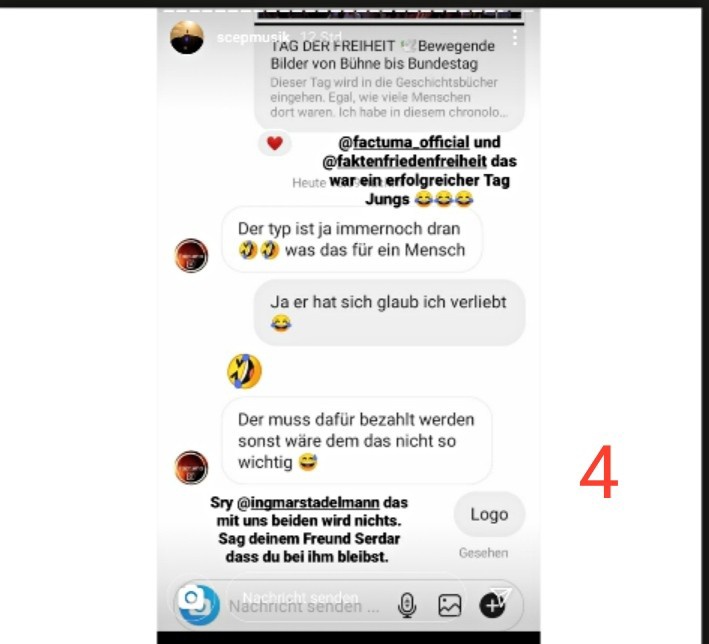 scepmusik 12 Std.
TAG DER FREIHEIT 🕊️Bewegende
Bilder von Bühne bis Bundestag
Dieser Tag wird in die Geschichtsbücher
eingehen. Egal, wie viele Menschen
dort waren. Ich habe in diesem chronolo...
@factuma_official und
@faktenfriedenfreiheit das
war ein erfolgreicher Tag
Jungs 😂😂😂
Heute
Der typ ist ja immernoch dran
🤣🤣 was das für ein Mensch
Ja er hat sich glaub ich verliebt
😂
🤣
Der muss dafür bezahlt werden
sonst wäre dem das nicht so
wichtig 😅
4
Sry @ingmarstadelmann das
mit uns beiden wird nichts.
Sag deinem Freund Serdar
dass du bei ihm bleibst.
Logo
Gesehen
Nachricht senden
Nachricht senden ...